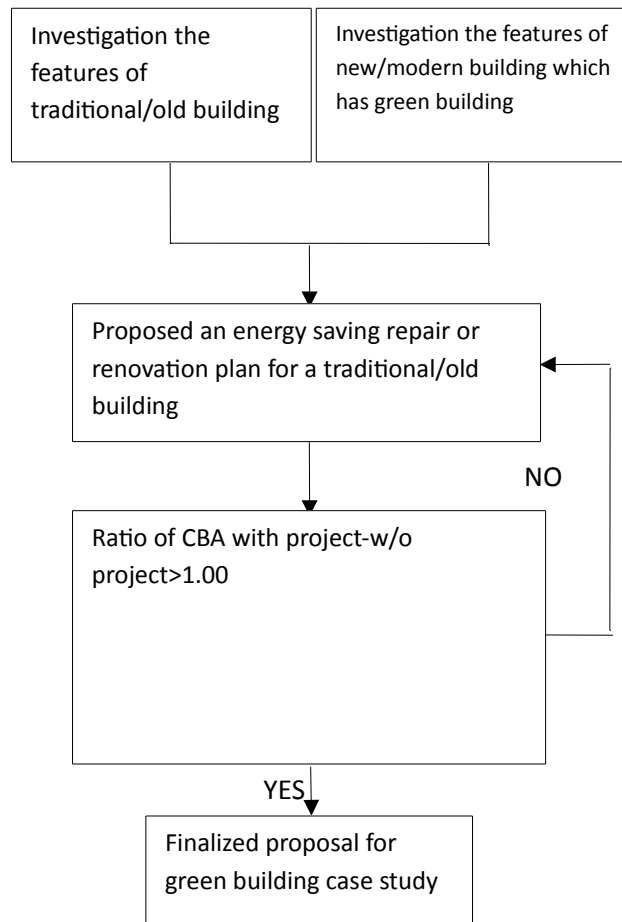 Investigation the
features of
traditional/old building
Investigation the features of
new/modern building which
has green building
Proposed an energy saving repair or
renovation plan for a traditional/old
building
NO
Ratio of CBA with project-w/o
project>1.00
YES
Finalized proposal for
green building case study